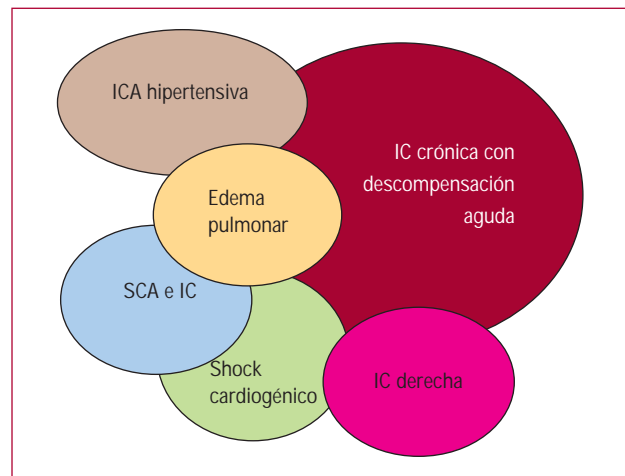 ICA hipertensiva
IC crónica con
descompensación
aguda
Edema
pulmonar
SCA e IC
Shock
cardiogénico
IC derecha